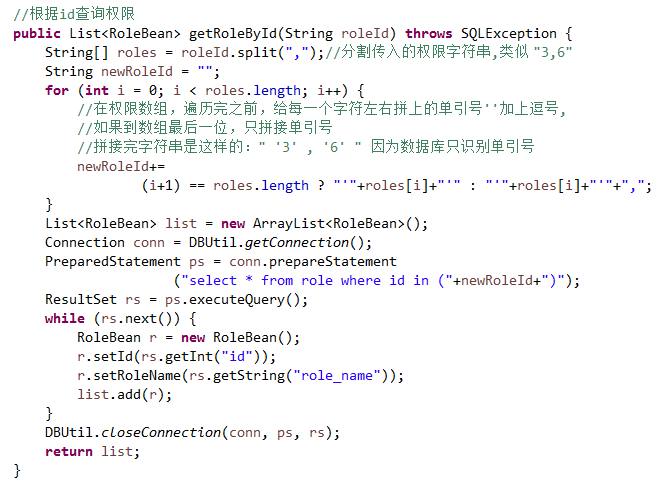 //根据id查询权限
public List<RoleBean> getRoleById(String roleId) throws SQLException {
    String[] roles = roleId.split(",");//分割传入的权限字符串,类似"3,6"
    String newRoleId = "";
    for (int i = 0; i < roles.length; i++) {
        //在权限数组，遍历完之前，给每一个字符左右拼上的单引号''加上逗号,
        //如果到数组最后一位，只拼接单引号
        //拼接完字符串是这样的：" '3' , '6' " 因为数据库只识别单引号
        newRoleId+=
                (i+1) == roles.length ? "'"+roles[i]+"'" : "'"+roles[i]+"'"+",";
    }
    List<RoleBean> list = new ArrayList<RoleBean>();
    Connection conn = DBUtil.getConnection();
    PreparedStatement ps = conn.prepareStatement
                    ("select * from role where id in ("+newRoleId+")");
    ResultSet rs = ps.executeQuery();
    while (rs.next()) {
        RoleBean r = new RoleBean();
        r.setId(rs.getInt("id"));
        r.setRoleName(rs.getString("role_name"));
        list.add(r);
    }
    DBUtil.closeConnection(conn, ps, rs);
    return list;
}